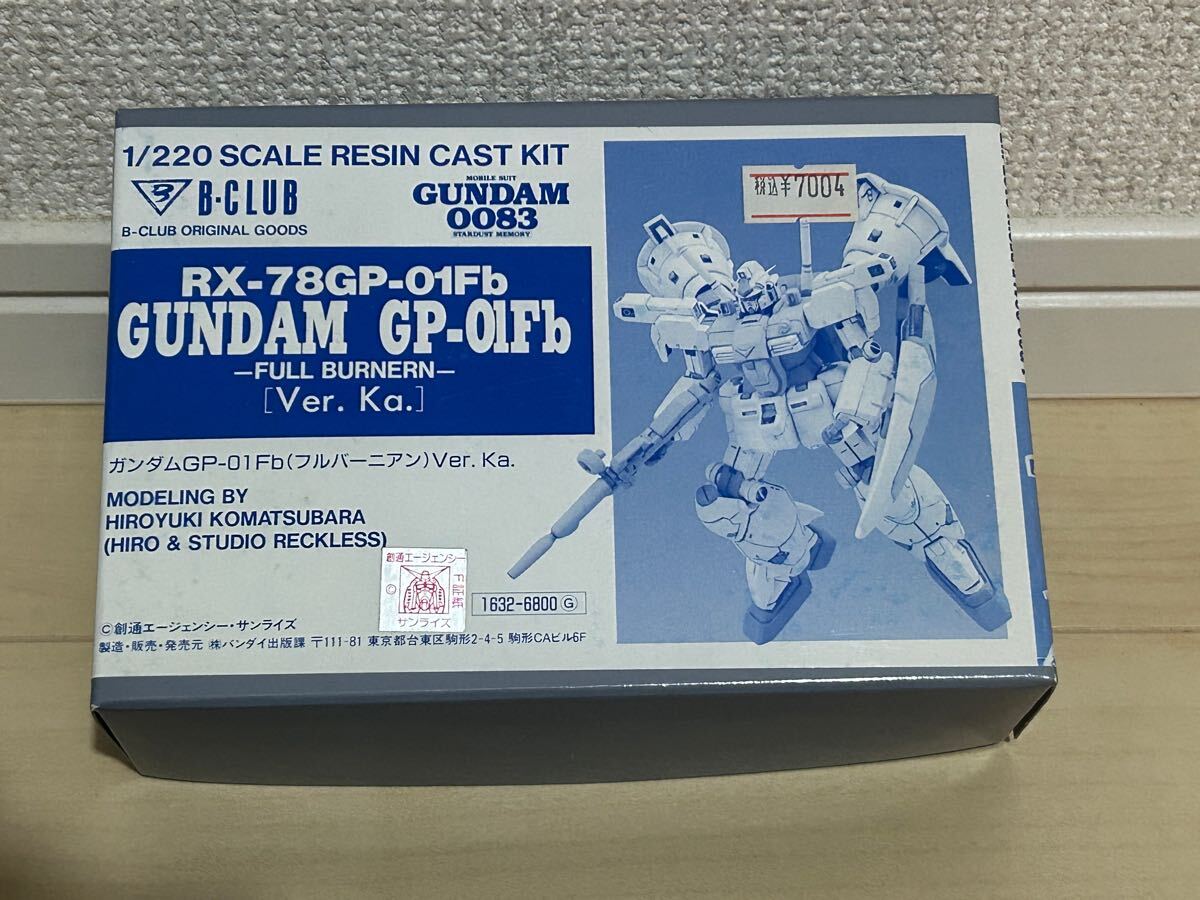 1/220 SCALE RESIN CAST KIT
B·CLUB
B-CLUB ORIGINAL GOODS
MOBILE SUIT
GUNDAM
0083
STARDUST MEMORY
税込¥7004
RX-78GP-01Fb
GUNDAM GP-01Fb
—FULL BURNERN—
[Ver. Ka.]
ガンダムGP-01Fb(フルバーニアン)Ver. Ka.
MODELING BY
HIROYUKI KOMATSUBARA
(HIRO & STUDIO RECKLESS)
創通エージェンシー
©
サンライズ
1632-6800 G
©創通エージェンシー・サンライズ
製造・販売・発売元 ㈱バンダイ出版課 〒111-81 東京都台東区駒形2-4-5 駒形CAビル6F